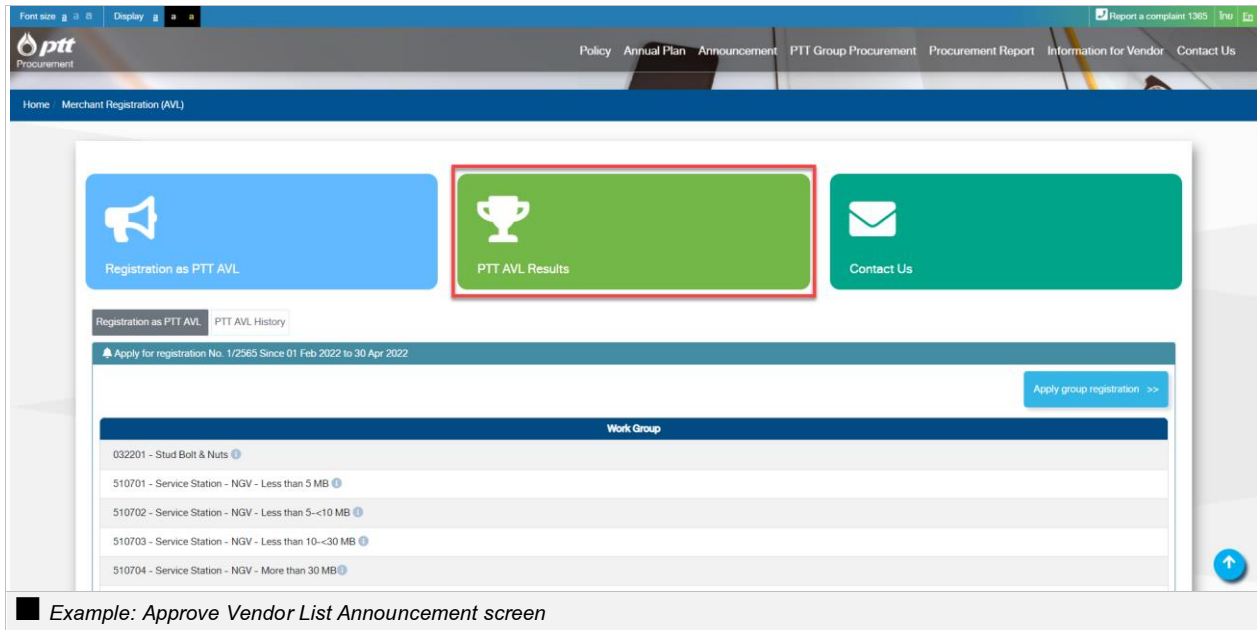 Font size a a a Display a a a Report a complaint 1365 ไทย En
ptt
Procurement
Policy Annual Plan Announcement PTT Group Procurement Procurement Report Information for Vendor Contact Us
Home / Merchant Registration (AVL)
Registration as PTT AVL
PTT AVL Results
Contact Us
Registration as PTT AVL PTT AVL History
Apply for registration No. 1/2565 Since 01 Feb 2022 to 30 Apr 2022
Apply group registration >>
Work Group
032201 - Stud Bolt & Nuts
510701 - Service Station - NGV - Less than 5 MB
510702 - Service Station - NGV - Less than 5-<10 MB
510703 - Service Station - NGV - Less than 10-<30 MB
510704 - Service Station - NGV - More than 30 MB
Example: Approve Vendor List Announcement screen